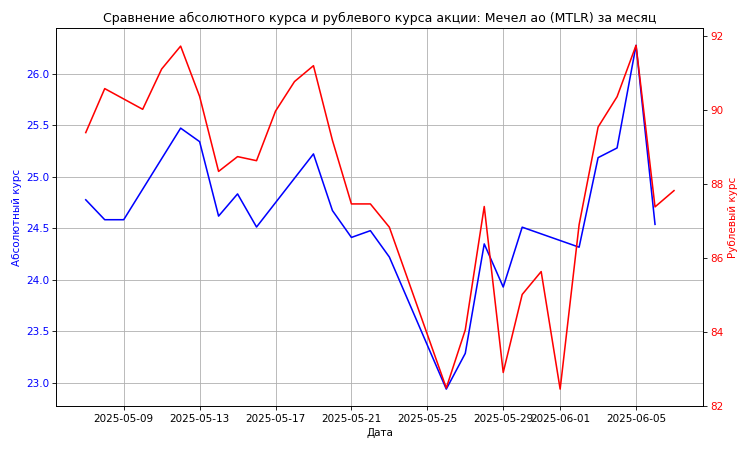 Сравнение абсолютного курса и рублевого курса акции: Мечел ао (MTLR) за месяц
Абсолютный курс
26.0
25.5
25.0
24.5
24.0
23.5
23.0
92
90
88
86
84
82
Рублевый курс
2025-05-09 2025-05-13 2025-05-17 2025-05-21 2025-05-25 2025-05-29 2025-06-01 2025-06-05
Дата